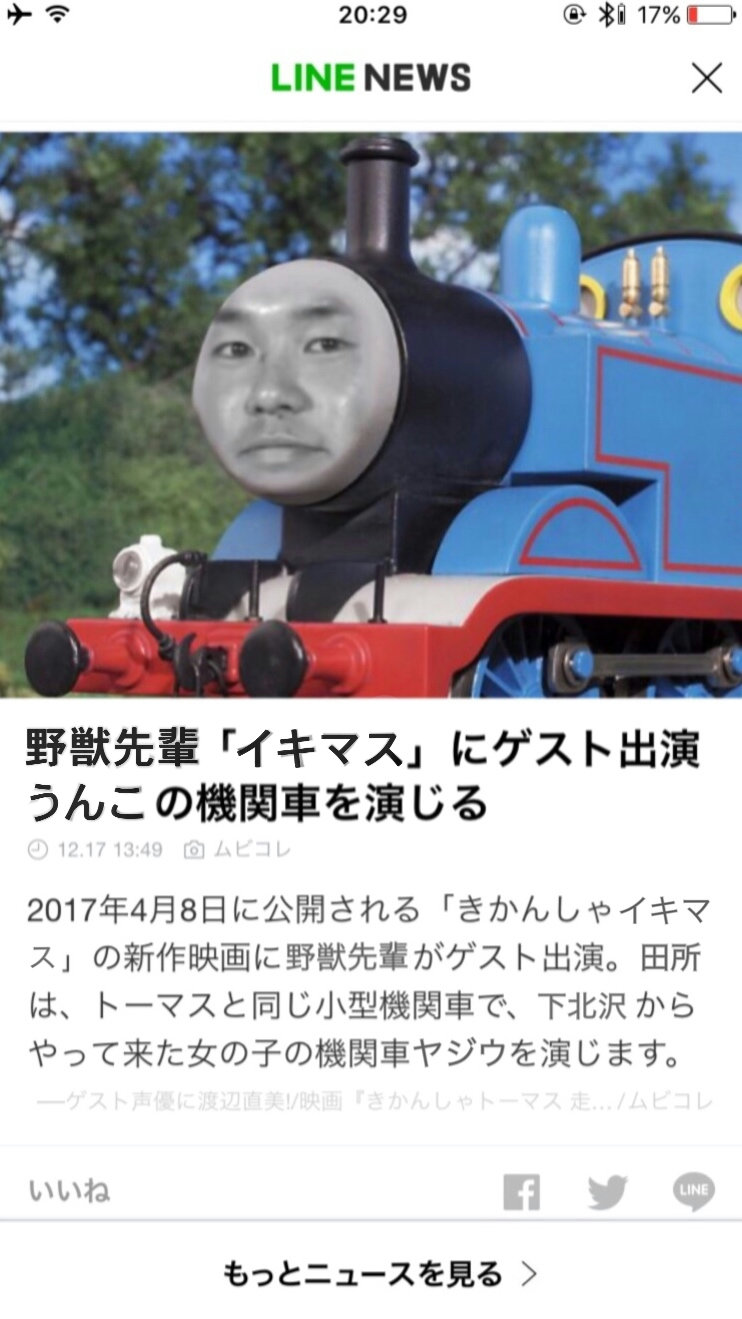 20:29
17%
LINE NEWS
野獣先輩「イキマス」にゲスト出演
うんこの機関車を演じる
12.17 13:49 ムビコレ
2017年4月8日に公開される「きかんしゃイキマ
ス」の新作映画に野獣先輩がゲスト出演。田所
は、トーマスと同じ小型機関車で、下北沢 から
やって来た女の子の機関車ヤジウを演じます。
──ゲスト声優に渡辺直美!/映画『きかんしゃトーマス 走... /ムビコレ
いいね
LINE
もっとニュースを見る